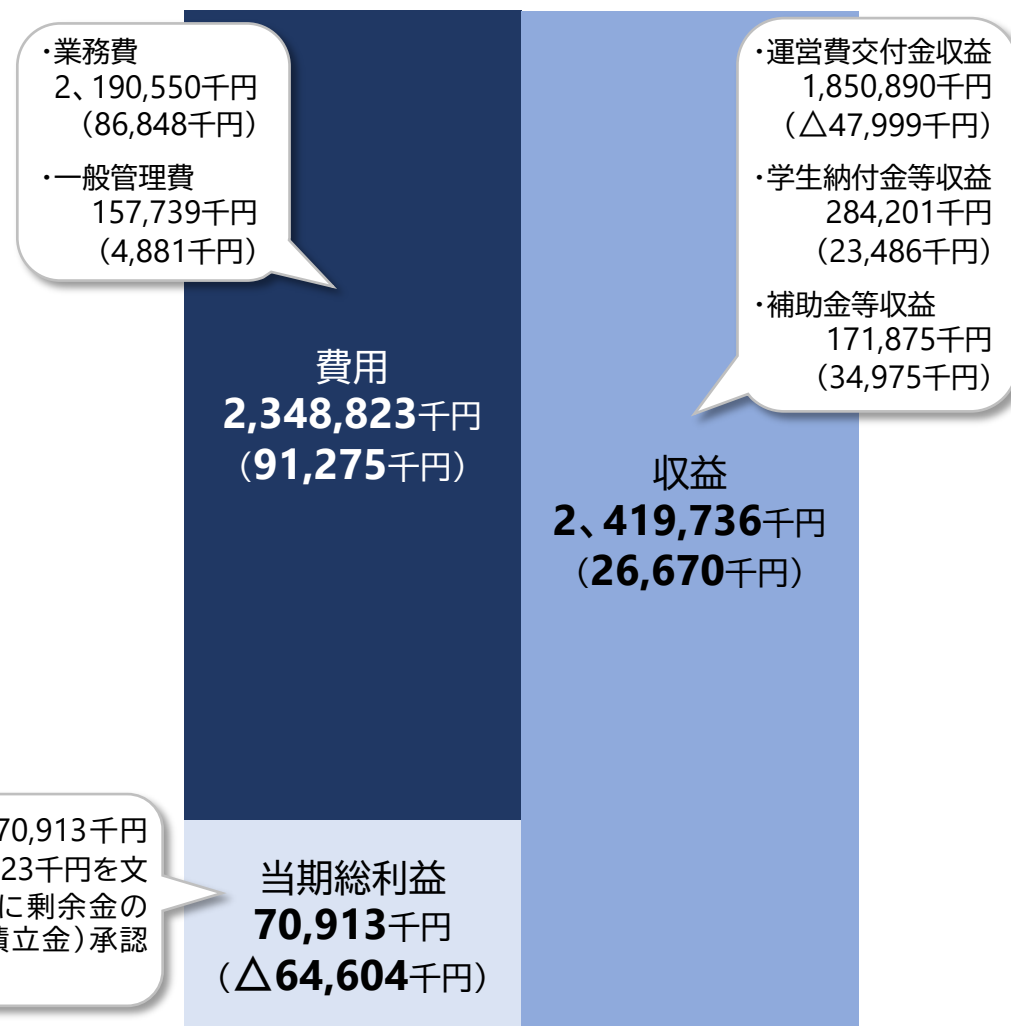 ・業務費
2、190,550千円
(86,848千円)
・一般管理費
157,739千円
(4,881千円)
・運営費交付金収益
1,850,890千円
(△47,999千円)
・学生納付金等収益
284,201千円
(23,486千円)
・補助金等収益
171,875千円
(34,975千円)
費用
2,348,823千円
(91,275千円)
収益
2、419,736千円
(26,670千円)
70,913千円
23千円を文
に剰余金の
積立金)承認
当期総利益
70,913千円
(△64,604千円)